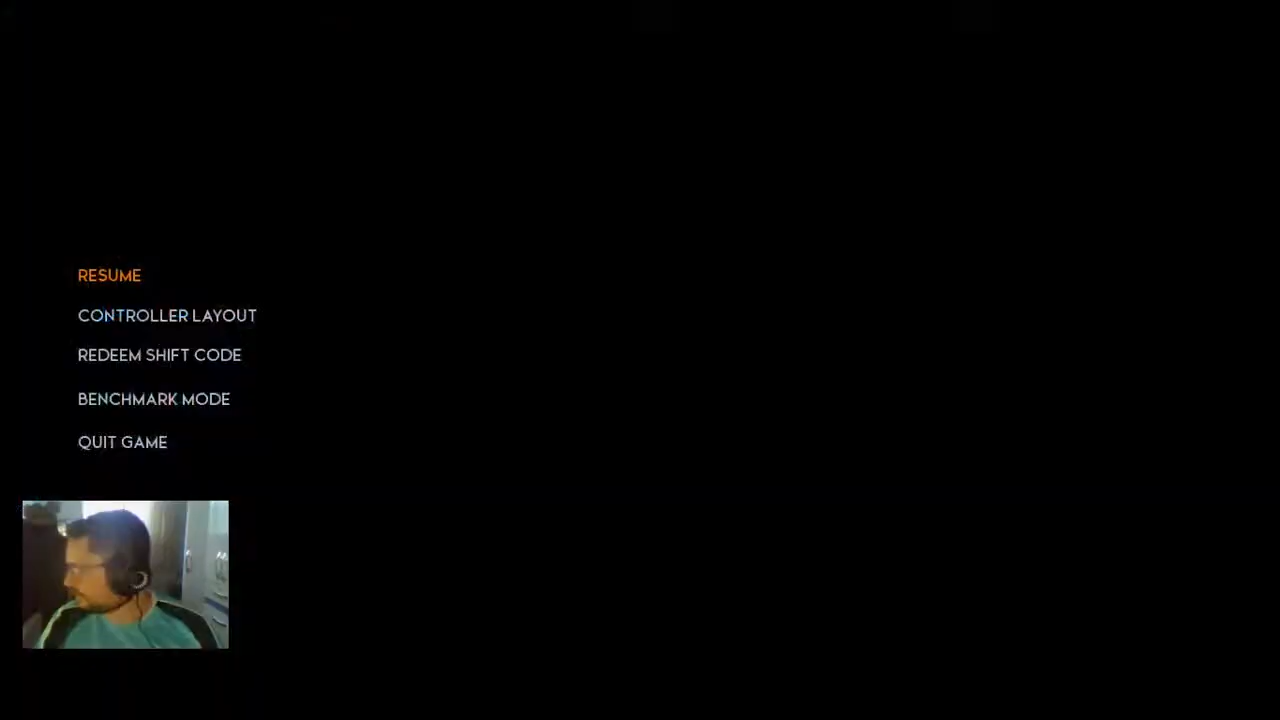 RESUME
CONTROLLER LAYOUT
REDEEM SHIFT CODE
BENCHMARK MODE
QUIT GAME